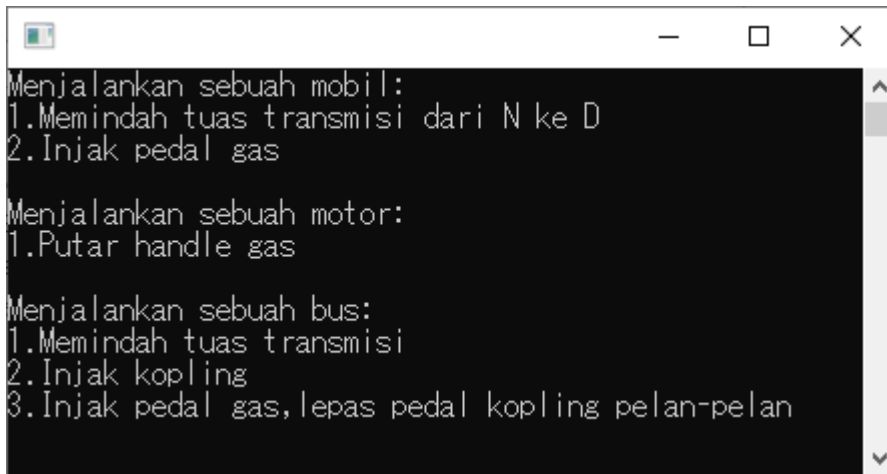 Menjalankan sebuah mobil:
1.Memindah tuas transmisi dari N ke D
2.Injak pedal gas
Menjalankan sebuah motor:
1.Putar handle gas
Menjalankan sebuah bus:
1.Memindah tuas transmisi
2.Injak kopling
3.Injak pedal gas,lepas pedal kopling pelan-pelan